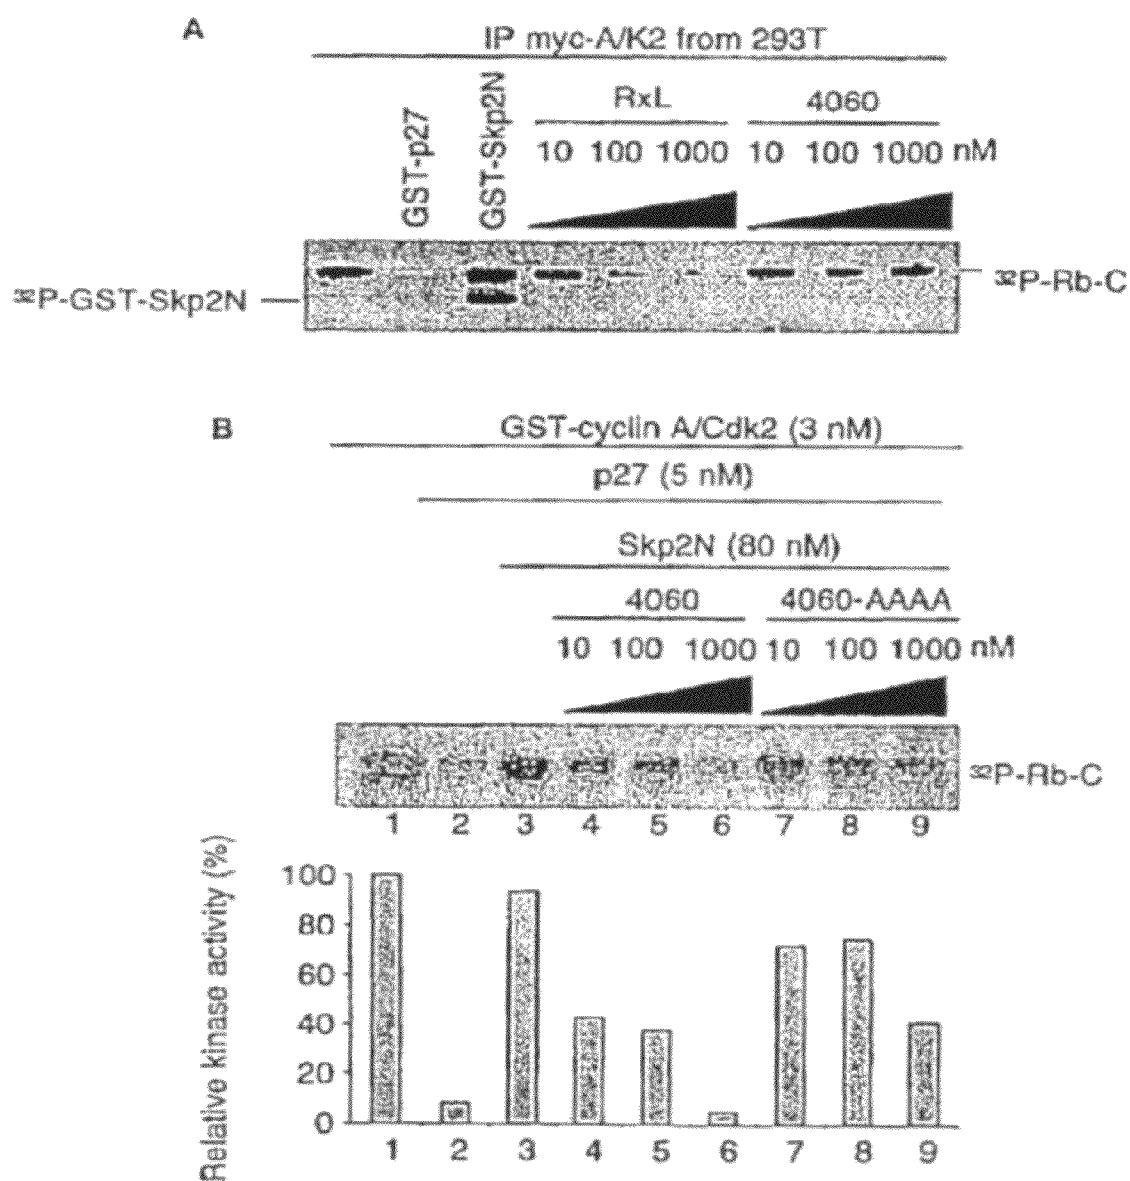 A
IP myc-A/K2 from 293T
GST-p27
GST-Skp2N
RxL
4060
10 100 1000 10 100 1000 nM
32P-GST-Skp2N
32P-Rb-C
B
GST-cyclin A/Cdk2 (3 nM)
p27 (5 nM)
Skp2N (80 nM)
4060
4060-AAAA
10 100 1000 10 100 1000 nM
32P-Rb-C
1 2 3 4 5 6 7 8 9
Relative kinase activity (%)
100
80
60
40
20
0
1 2 3 4 5 6 7 8 9